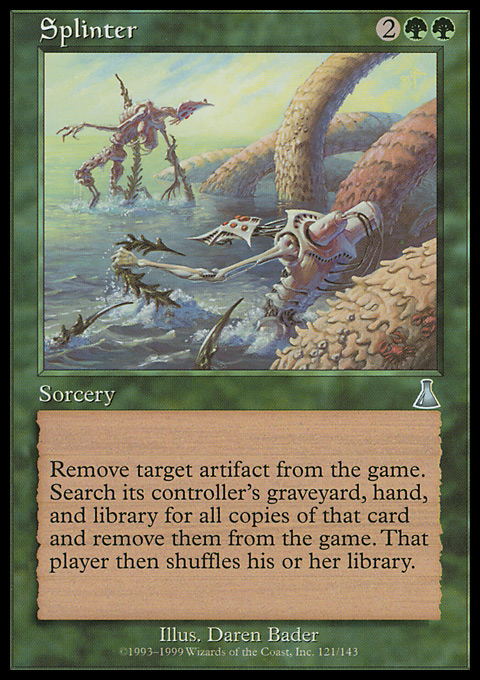 Splinter 2
Sorcery
Remove target artifact from the game.
Search its controller's graveyard, hand,
and library for all copies of that card
and remove them from the game. That
player then shuffles his or her library.
Illus. Daren Bader
©1993–1999 Wizards of the Coast, Inc. 121/143